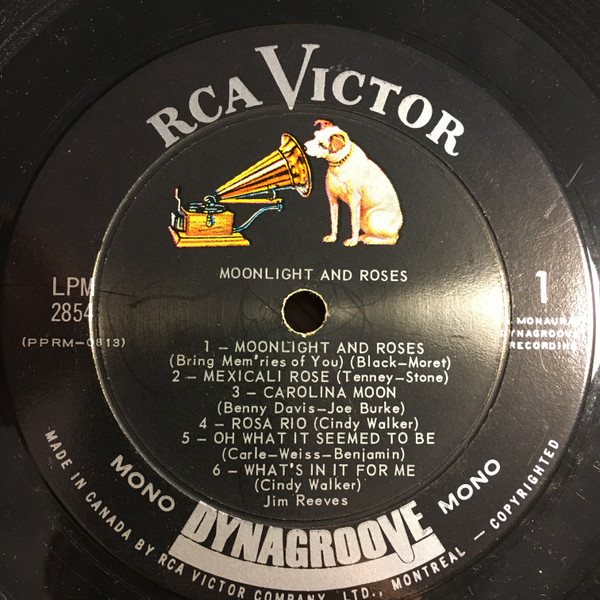 RCA VICTOR
MOONLIGHT AND ROSES
LPM
2854
(PPRM-0813)
1
MONAURAL
DYNAGROOVE
RECORDING
1 – MOONLIGHT AND ROSES
(Bring Mem'ries of You) (Black–Moret)
2 – MEXICALI ROSE (Tenney–Stone)
3 – CAROLINA MOON
(Benny Davis–Joe Burke)
4 – ROSA RIO (Cindy Walker)
5 – OH WHAT IT SEEMED TO BE
(Carle–Weiss–Benjamin)
6 – WHAT'S IN IT FOR ME
(Cindy Walker)
Jim Reeves
MONO DYNAGROOVE MONO
MADE IN CANADA BY RCA VICTOR COMPANY, LTD., MONTREAL – COPYRIGHTED